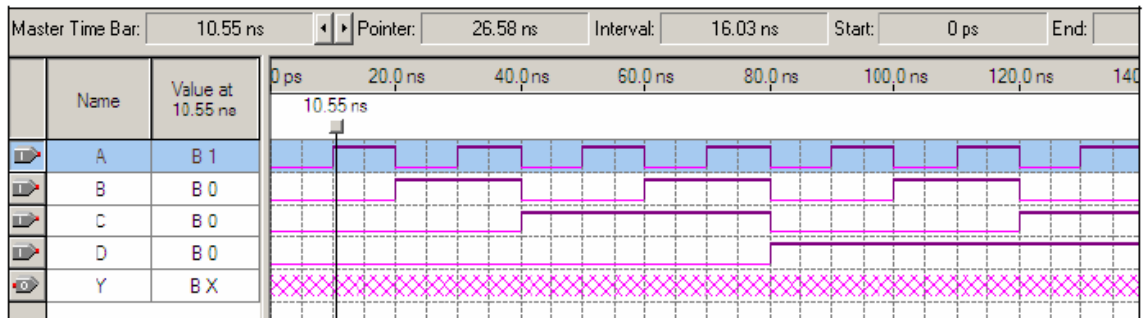 Master Time Bar: 10.55 ns Pointer: 26.58 ns Interval: 16.03 ns Start: 0 ps End:
Name Value at 10.55 ns
0 ps 20.0 ns 40.0 ns 60.0 ns 80.0 ns 100.0 ns 120.0 ns 140
10.55 ns
A B 1
B B 0
C B 0
D B 0
Y B X